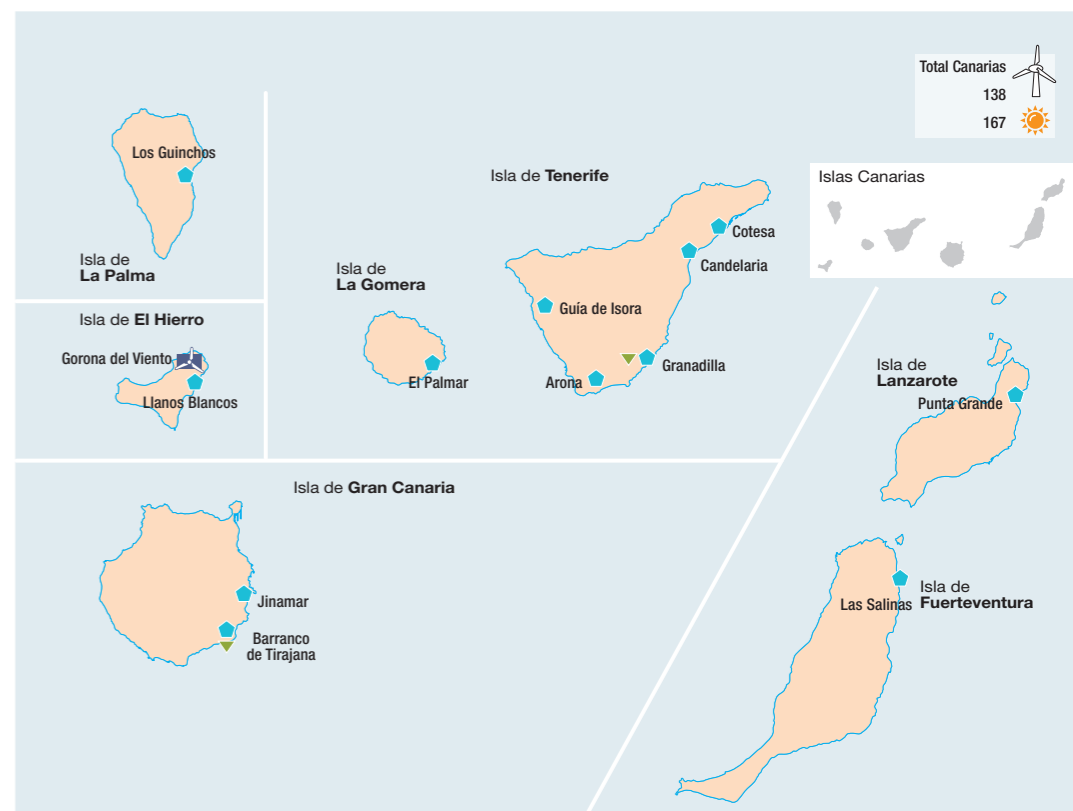 Total Canarias
138
167
Islas Canarias
Los Guinchos
Isla de
La Palma
Isla de El Hierro
Gorona del Viento
Llanos Blancos
Isla de
La Gomera
El Palmar
Isla de Tenerife
Cotesa
Candelaria
Guía de Isora
Granadilla
Arona
Isla de
Lanzarote
Punta Grande
Isla de Gran Canaria
Jinamar
Barranco
de Tirajana
Las Salinas
Isla de
Fuerteventura